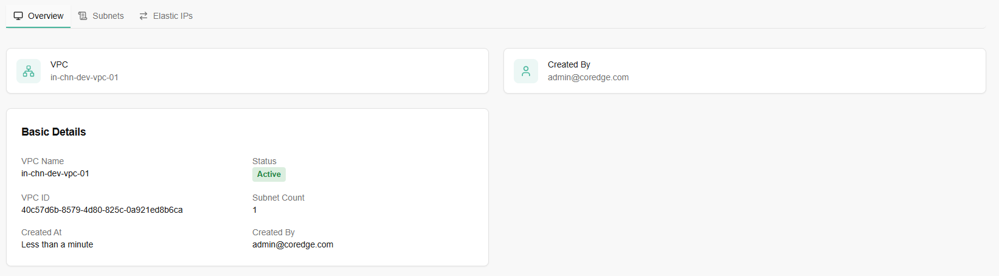 Overview Subnets Elastic IPs
VPC
in-chn-dev-vpc-01
Created By
admin@coredge.com
Basic Details
VPC Name
in-chn-dev-vpc-01
Status
Active
VPC ID
40c57d6b-8579-4d80-825c-0a921ed8b6ca
Subnet Count
1
Created At
Less than a minute
Created By
admin@coredge.com